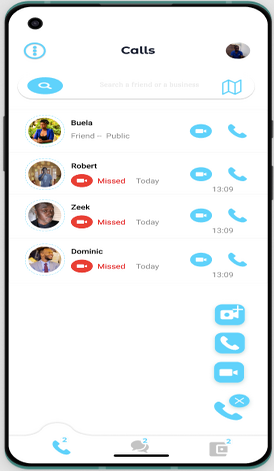 Calls
Search a friend or a business
Buela
Friend – Public
Robert
Missed Today
13:09
Zeek
Missed Today
13:09
Dominic
Missed Today
13:09
2 2 2